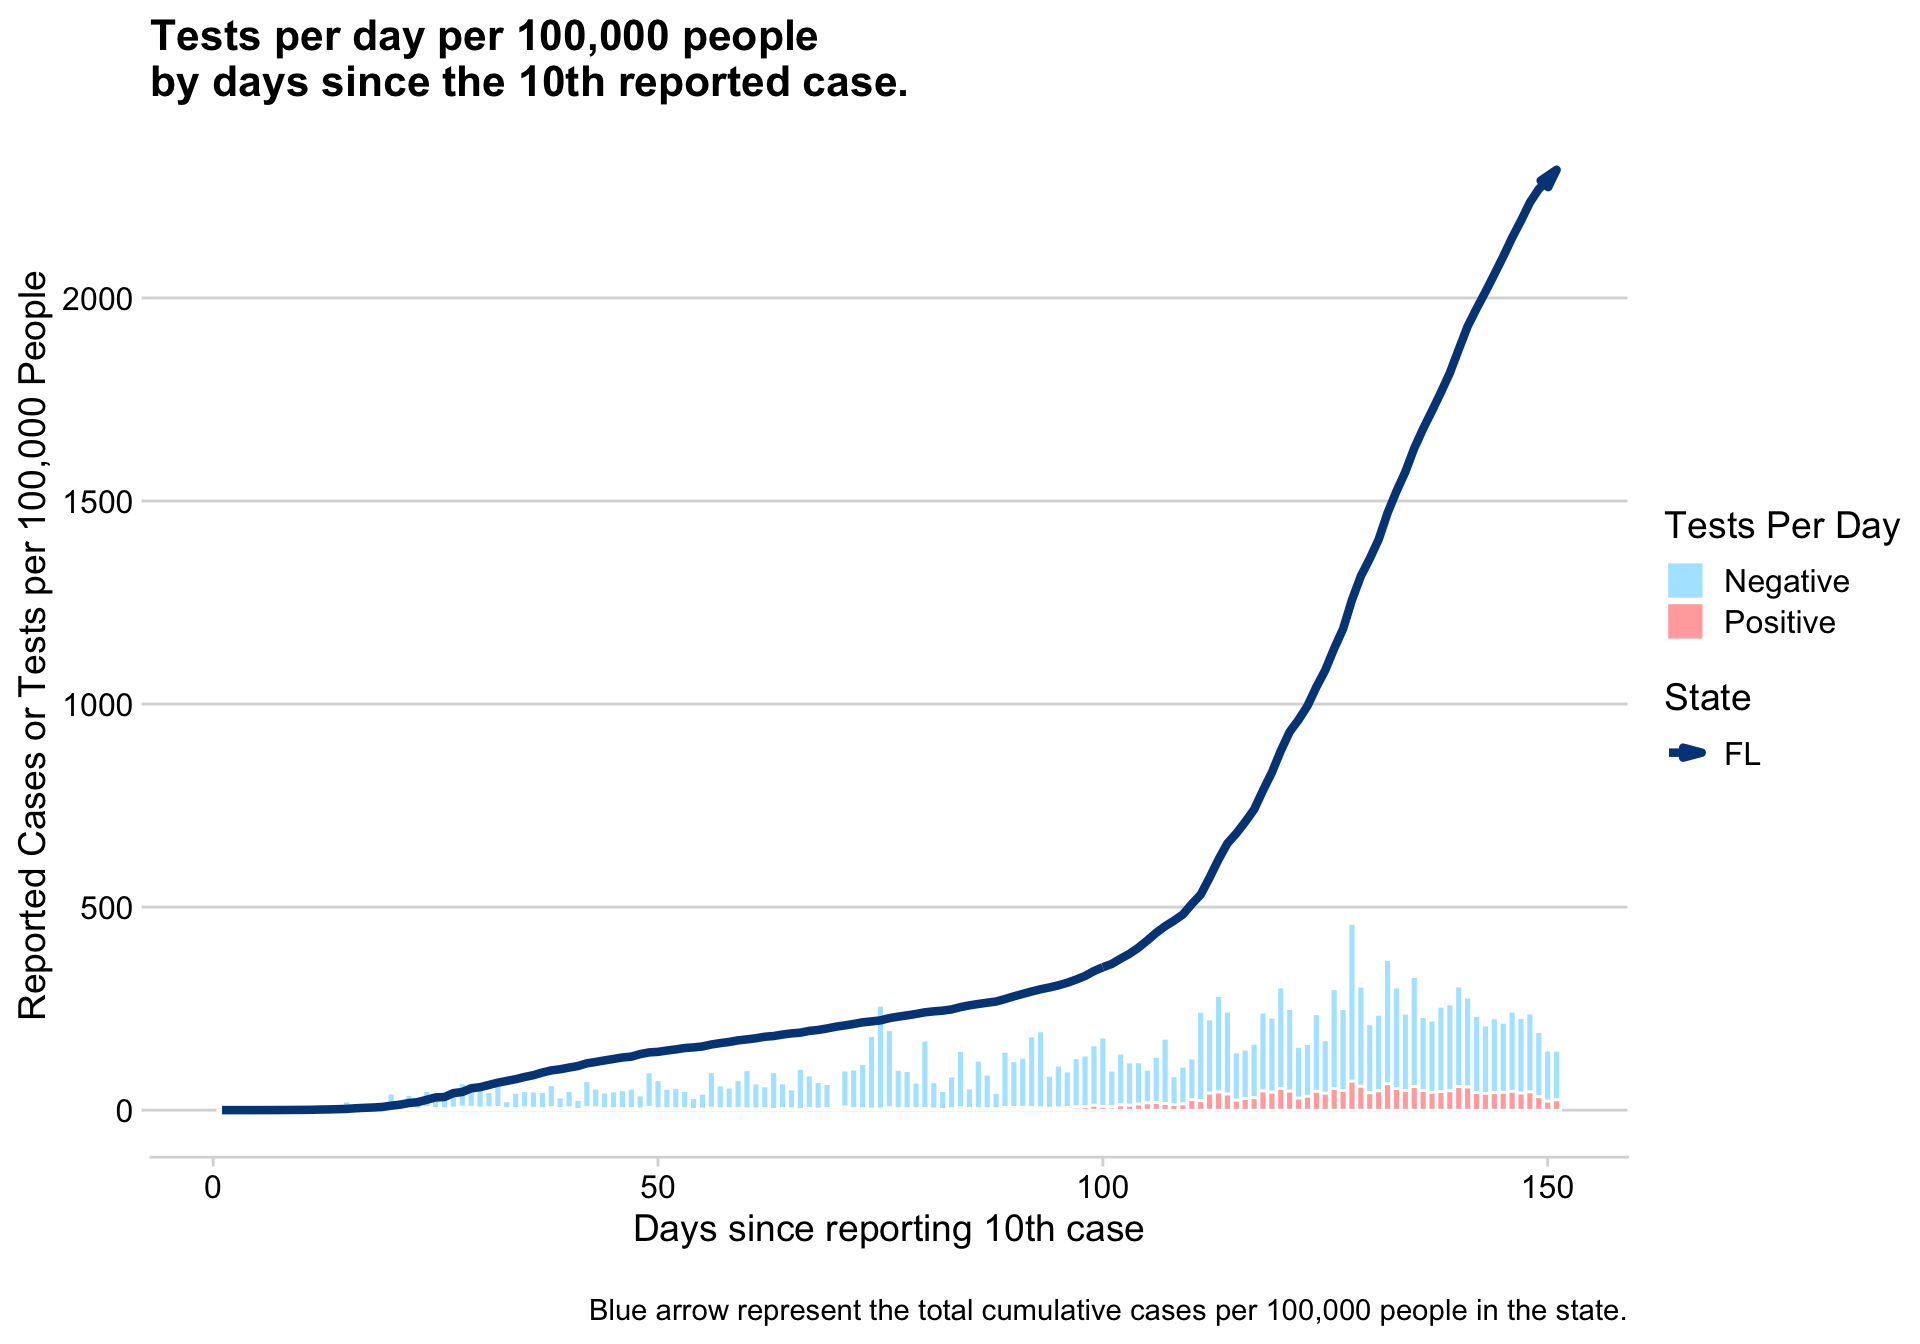 Tests per day per 100,000 people
by days since the 10th reported case.
Reported Cases or Tests per 100,000 People
2000
1500
1000
500
0
0
50
100
150
Days since reporting 10th case
Tests Per Day
Negative
Positive
State
FL
Blue arrow represent the total cumulative cases per 100,000 people in the state.